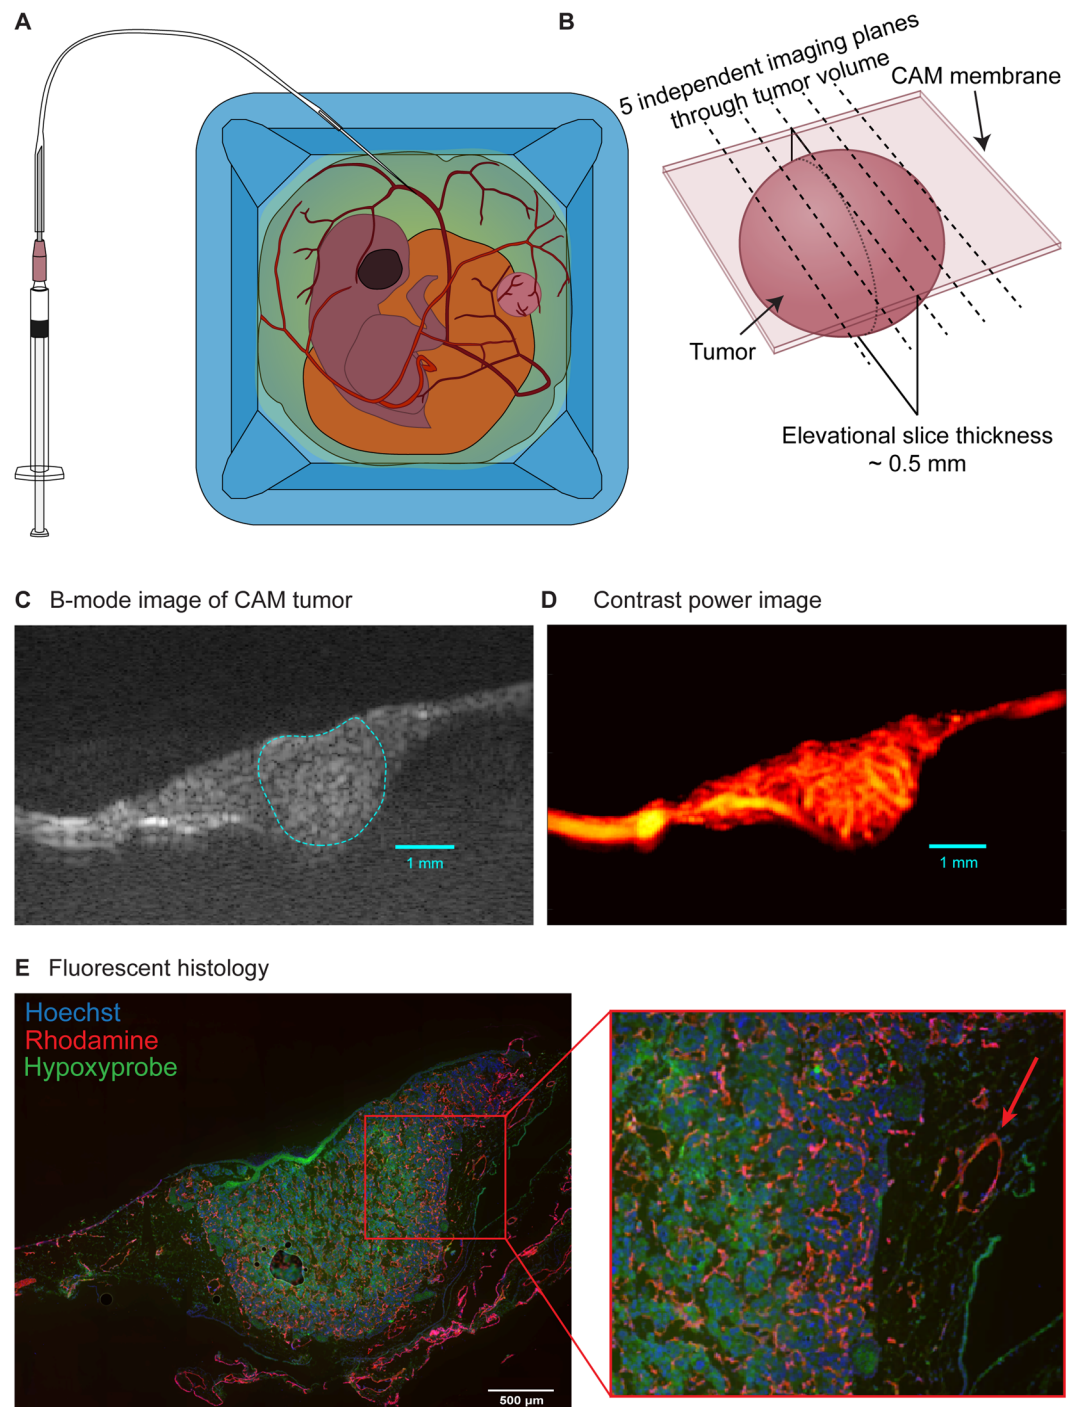 A
B
5 independent imaging planes
through tumor volume
CAM membrane
Tumor
Elevational slice thickness
~ 0.5 mm
C B-mode image of CAM tumor
1 mm
D Contrast power image
1 mm
E Fluorescent histology
Hoechst
Rhodamine
Hypoxyprobe
500 µm